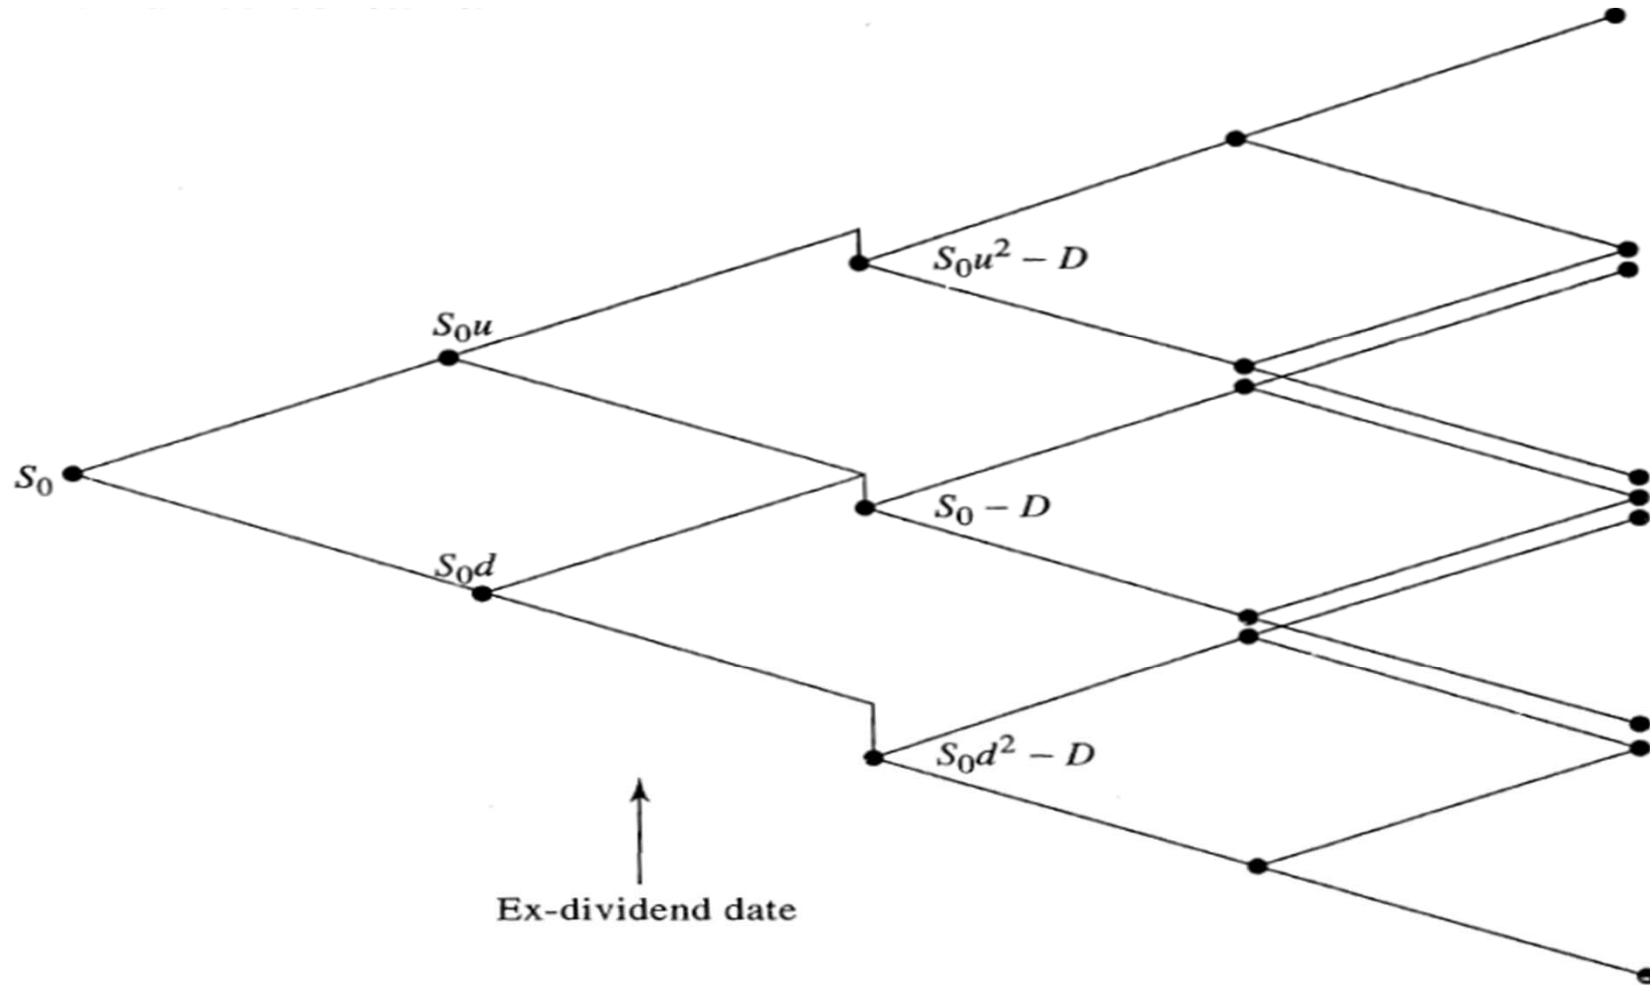 S₀u² − D
S₀u
S₀
S₀ − D
S₀d
S₀d² − D
Ex-dividend date